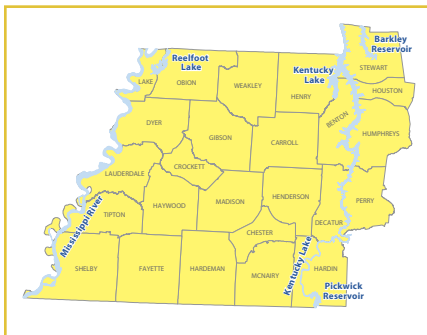 Barkley
Reservoir
Reelfoot
Lake
Kentucky
Lake
STEWART
LAKE
OBION
WEAKLEY
HENRY
HOUSTON
BENTON
DYER
GIBSON
CARROLL
HUMPHREYS
CROCKETT
LAUDERDALE
HAYWOOD
MADISON
HENDERSON
PERRY
TIPTON
DECATUR
Mississippi River
CHESTER
SHELBY
FAYETTE
HARDEMAN
MCNAIRY
Kentucky Lake
HARDIN
Pickwick
Reservoir